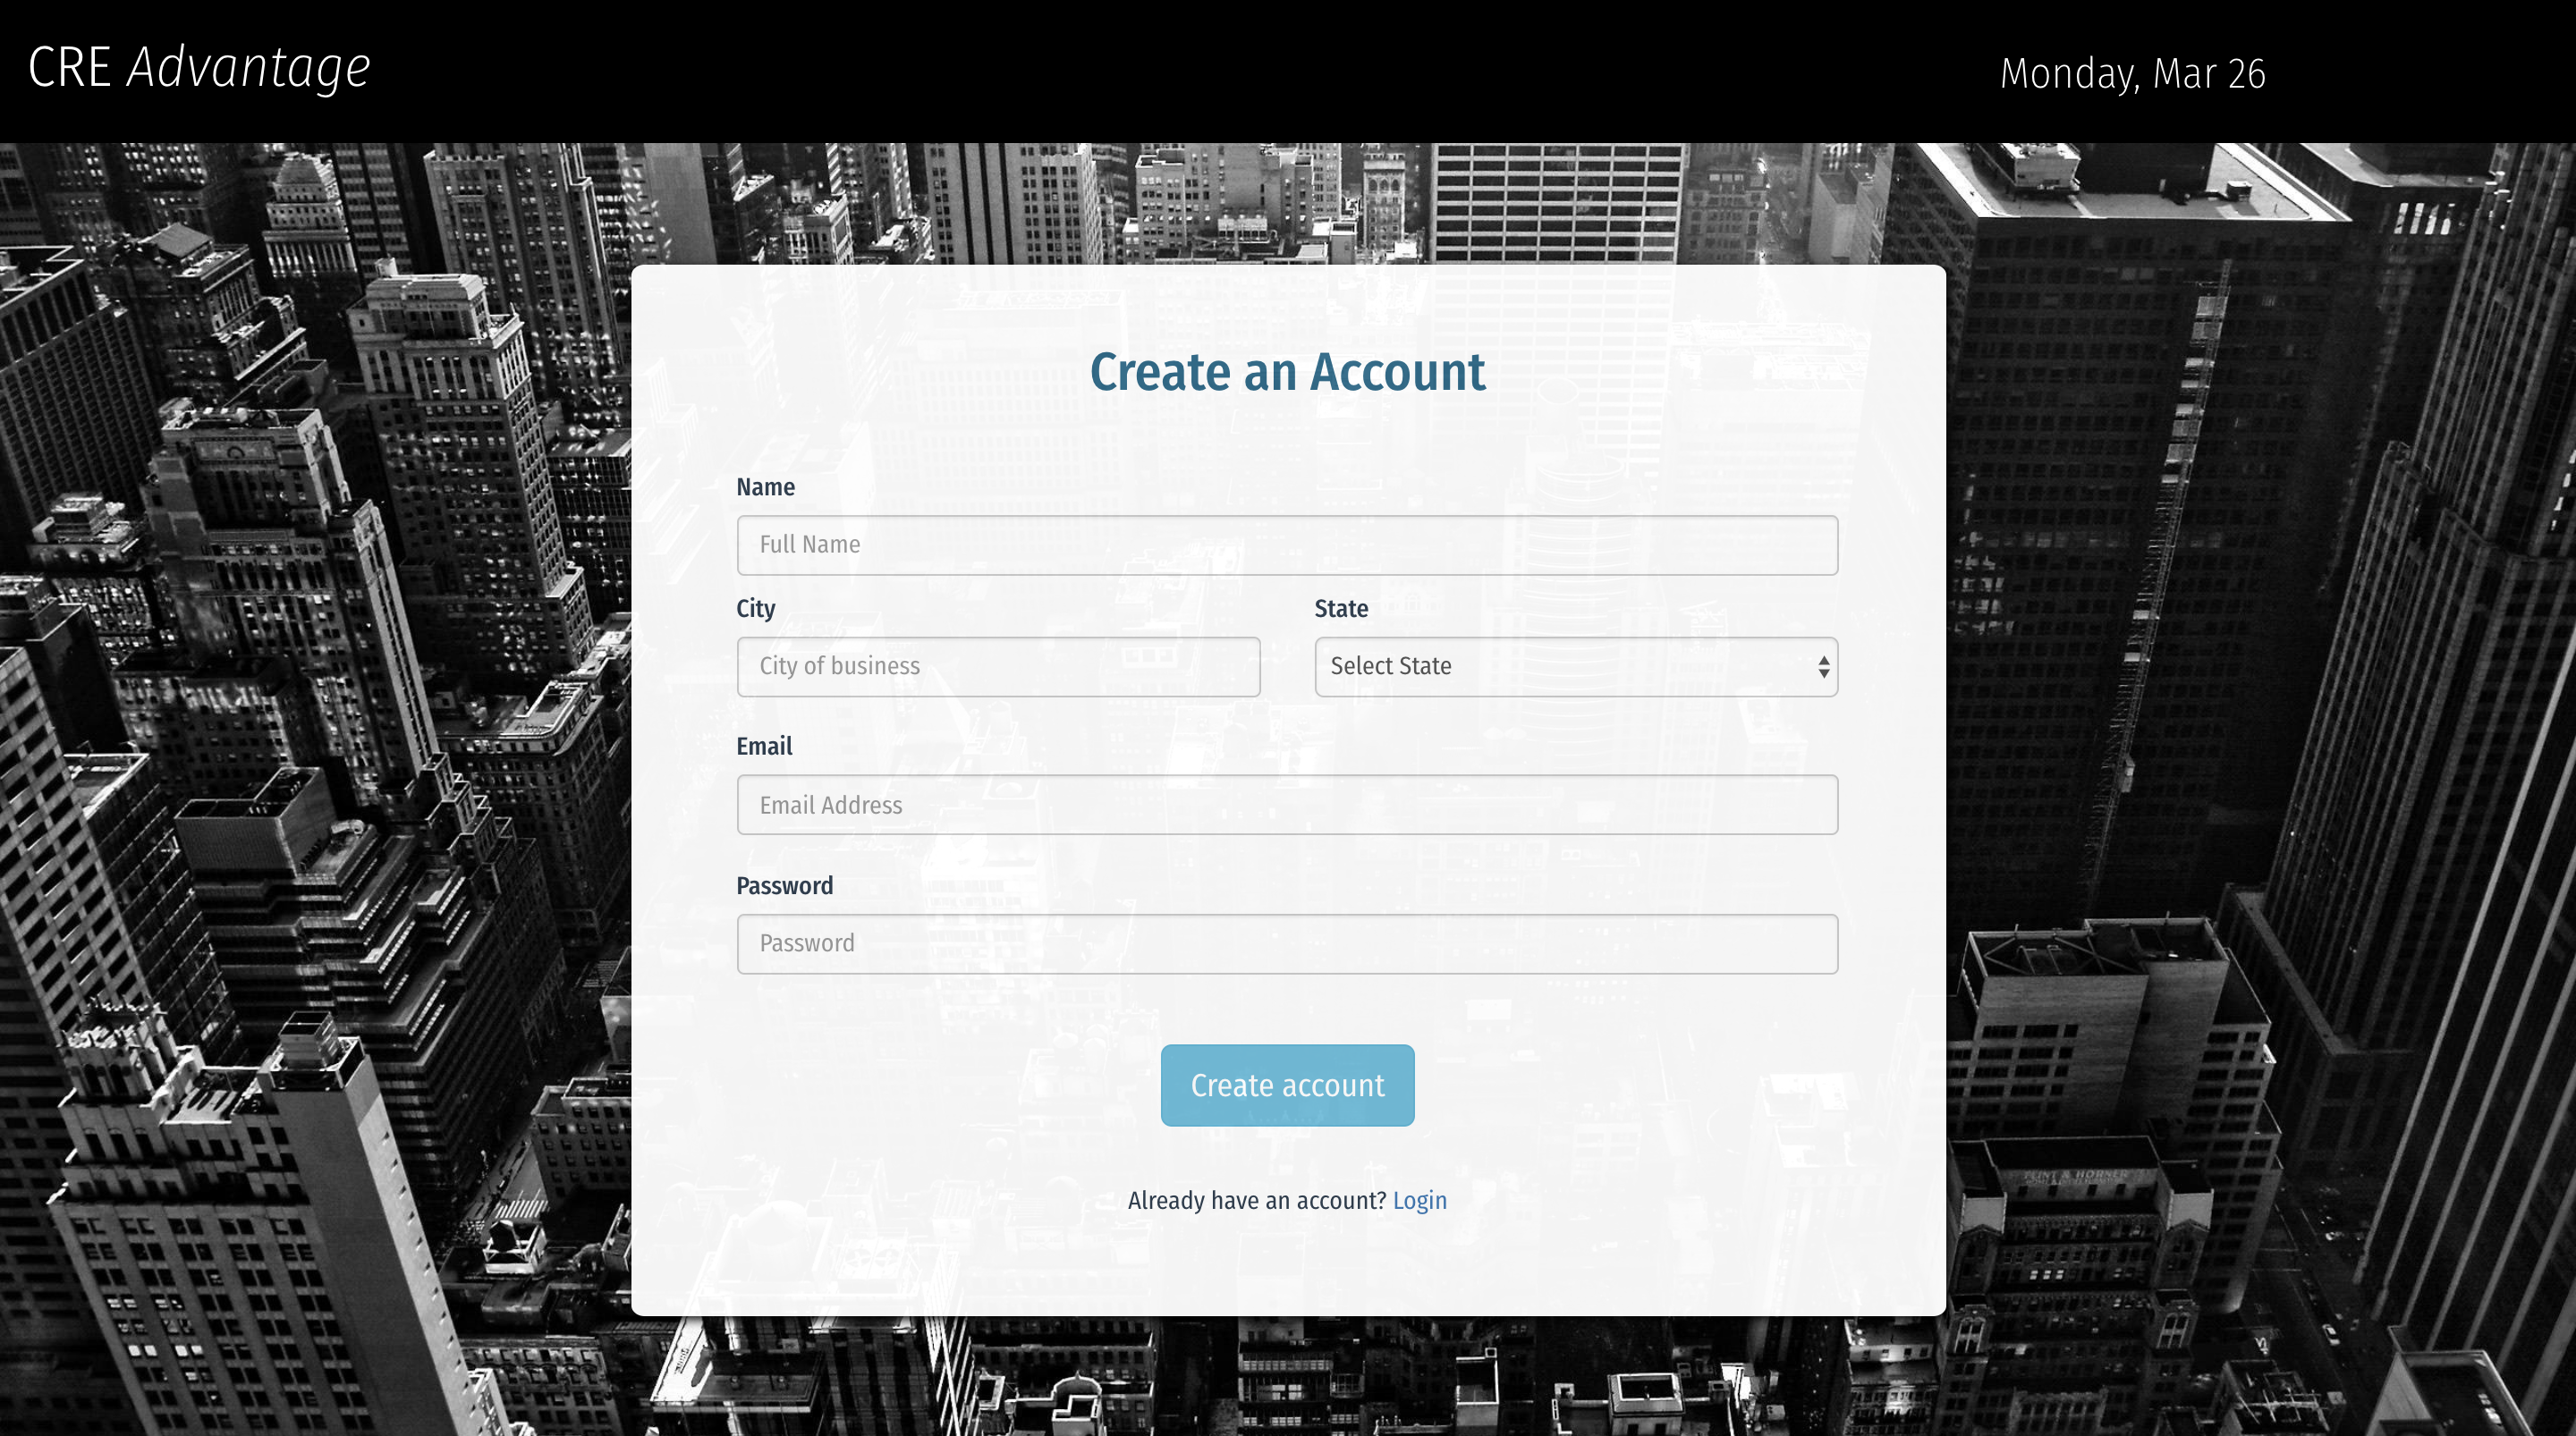 CRE Advantage
Monday, Mar 26
Create an Account
Name
Full Name
City
State
City of business
Select State
Email
Email Address
Password
Password
Create account
Already have an account? Login